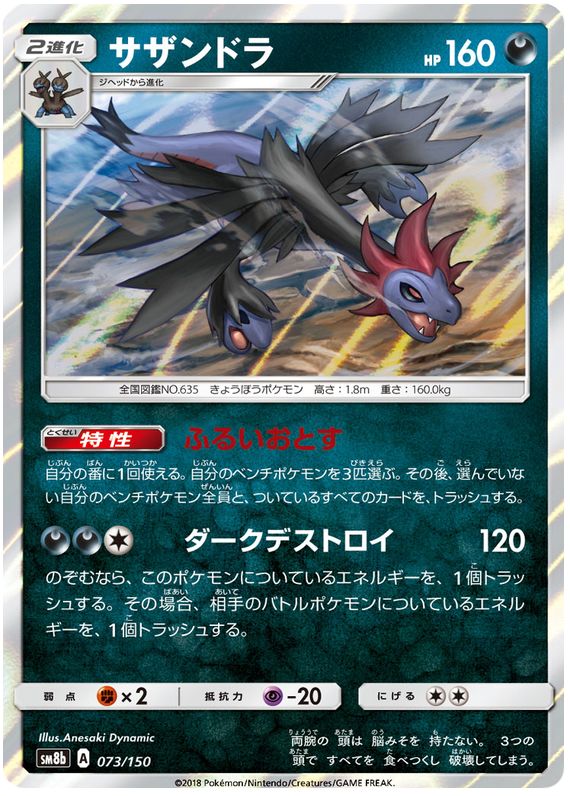 2進化 サザンドラ HP 160
ジヘッドから進化
全国図鑑NO.635 きょうぼうポケモン 高さ:1.8m 重さ:160.0kg
特性 ふるいおとす
自分の番に1回使える。自分のベンチポケモンを3匹選ぶ。その後、選んでいな
い自分のベンチポケモン全員と、ついているすべてのカードを、トラッシュする。
ダークデストロイ 120
のぞむなら、このポケモンについているエネルギーを、1個トラッ
シュする。その場合、相手のバトルポケモンについているエネル
ギーを、1個トラッシュする。
弱点 ×2 抵抗力 -20 にげる
Illus.Anesaki Dynamic
SM8b A 073/150
両腕の 頭は 脳みそを 持たない。 3つの
頭で すべてを 食べつくし 破壊してしまう。
©2018 Pokémon/Nintendo/Creatures/GAME FREAK.